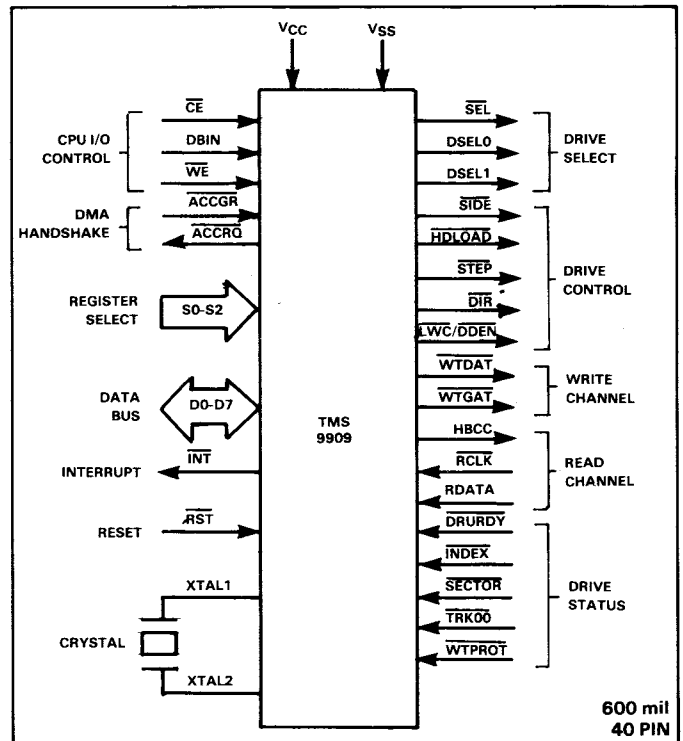 VCC VSS
CE
DBIN
WE
CPU I/O
CONTROL
ACCGR
ACCRQ
DMA
HANDSHAKE
REGISTER
SELECT
S0-S2
DATA
BUS
D0-D7
INTERRUPT
INT
RESET
RST
XTAL1
CRYSTAL
XTAL2
TMS
9909
SEL
DSEL0
DSEL1
DRIVE
SELECT
SIDE
HDLOAD
STEP
DIR
LWC/DDEN
DRIVE
CONTROL
WTDAT
WTGAT
WRITE
CHANNEL
HBCC
RCLK
RDATA
READ
CHANNEL
DRURDY
INDEX
SECTOR
TRK00
WTPROT
DRIVE
STATUS
600 mil
40 PIN